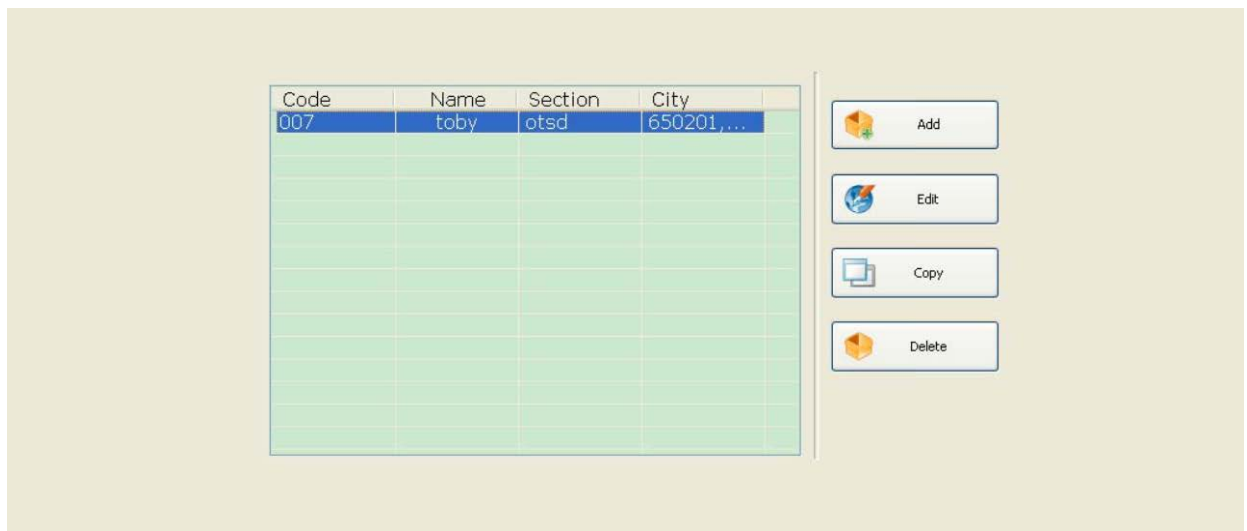 Code Name Section City
007 toby otsd 650201,...
Add
Edit
Copy
Delete